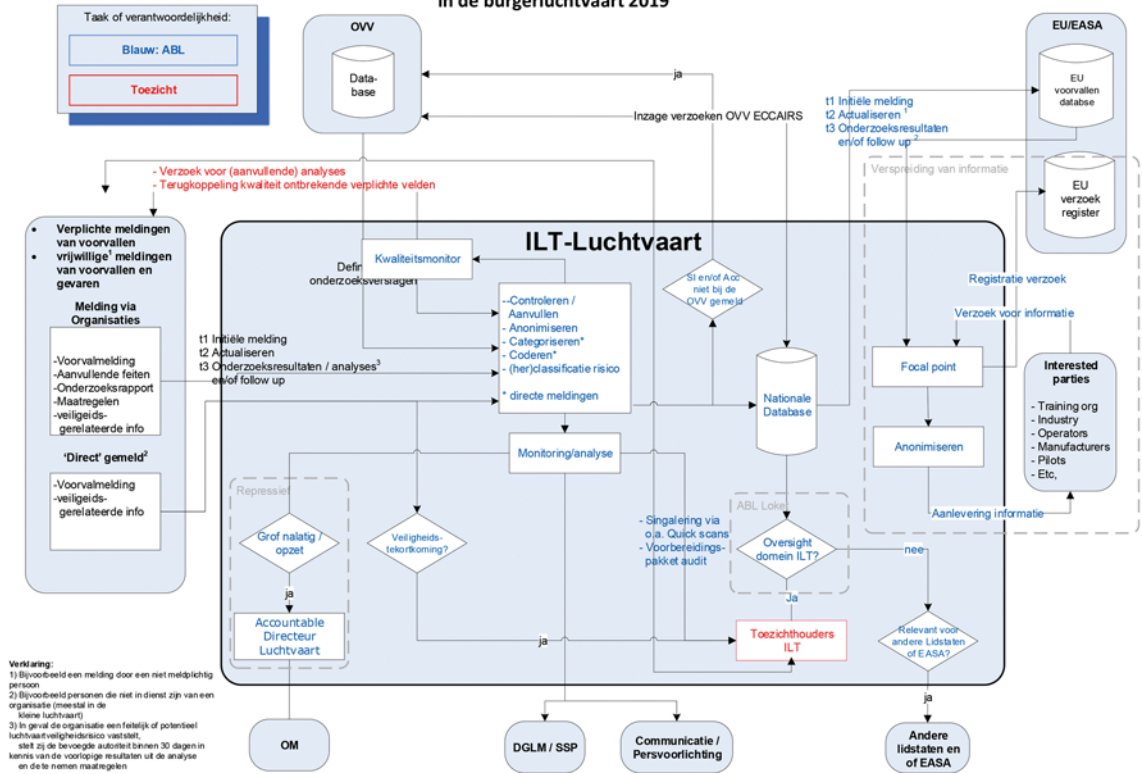 in de burgerluchtvaart 2019
Taak of verantwoordelijkheid:
Blauw: ABL
Toezicht
OVV
Data-
base
EU/EASA
EU
voorvallen
databse
EU
verzoek
register
ja
Inzage verzoeken OVV ECCAIRS
t1 Initiële melding
t2 Actualiseren 1
t3 Onderzoeksresultaten
en/of follow up 2
Verspreiding van informatie
- Verzoek voor (aanvullende) analyses
- Terugkoppeling kwaliteit ontbrekende verplichte velden
• Verplichte meldingen
van voorvallen
• vrijwillige1 meldingen
van voorvallen en
gevaren
Melding via
Organisaties
-Voorvalmelding
-Aanvullende feiten
-Onderzoeksrapport
-Maatregelen
-veiligeids-
gerelateerde info
'Direct' gemeld2
-Voorvalmelding
-veiligeids-
gerelateerde info
t1 Initiële melding
t2 Actualiseren
t3 Onderzoeksresultaten / analyses3
en/of follow up
ILT-Luchtvaart
Kwaliteitsmonitor
Defin
onderzoeksverslagen
--Controleren /
Aanvullen
- Anonimiseren
- Categoriseren*
- Coderen*
- (her)classificatie risico
* directe meldingen
SI en/of Acc
niet bij de
OVV gemeld
Nationale
Database
Monitoring/analyse
Registratie verzoek
Verzoek voor informatie
Focal point
Anonimiseren
Interested
parties
- Training org
- Industry
- Operators
- Manufacturers
- Pilots
- Etc,
Aanlevering informatie
Repressief
Grof nalatig /
opzet
ja
Accountable
Directeur
Luchtvaart
Veiligheids-
tekortkoming?
ja
- Singalering via
o.a. Quick scans
- Voorbereidings-
pakket audit
ABL Loke
Oversight
domein ILT?
Ja
nee
Toezichthouders
ILT
Relevant voor
andere Lidstaten
of EASA?
ja
OM
DGLM / SSP
Communicatie /
Persvoorlichting
Andere
lidstaten en
of EASA
Verklaring:
1) Bijvoorbeeld een melding door een niet meldplichtig
persoon
2) Bijvoorbeeld personen die niet in dienst zijn van een
organisatie (meestal in de
kleine luchtvaart)
3) In geval de organisatie een feitelijk of potentieel
luchtvaartveiligheidsrisico vaststelt,
stelt zij de bevoegde autoriteit binnen 30 dagen in
kennis van de voorlopige resultaten uit de analyse
en de te nemen maatregelen